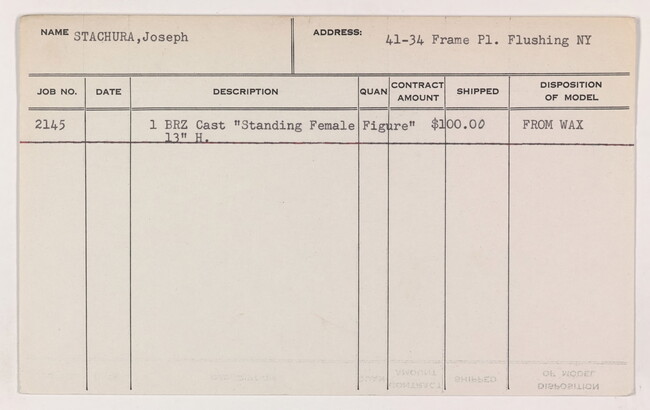 NAME STACHURA,Joseph ADDRESS: 41-34 Frame Pl. Flushing NY
JOB NO. DATE DESCRIPTION QUAN CONTRACT AMOUNT SHIPPED DISPOSITION OF MODEL
2145 1 BRZ Cast "Standing Female Figure" $100.00 FROM WAX
13" H.